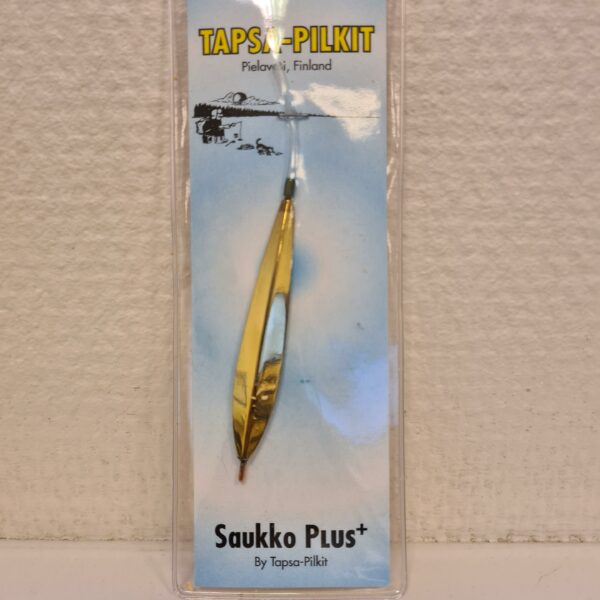 TAPSA-PILKIT
Pielavesi, Finland
Saukko Plus+
By Tapsa-Pilkit